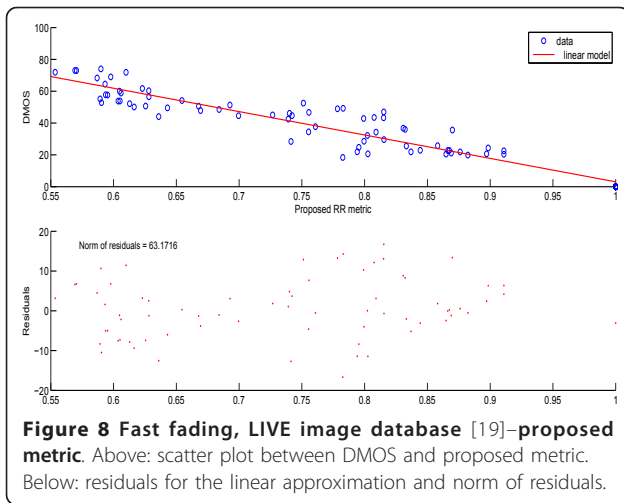 data
linear model
100
80
60
40
20
0
DMOS
0.55 0.6 0.65 0.7 0.75 0.8 0.85 0.9 0.95 1
Proposed RR metric
Norm of residuals = 63.1716
20
10
0
−10
−20
Residuals
0.55 0.6 0.65 0.7 0.75 0.8 0.85 0.9 0.95 1
Figure 8 Fast fading, LIVE image database [19]–proposed
metric. Above: scatter plot between DMOS and proposed metric.
Below: residuals for the linear approximation and norm of residuals.